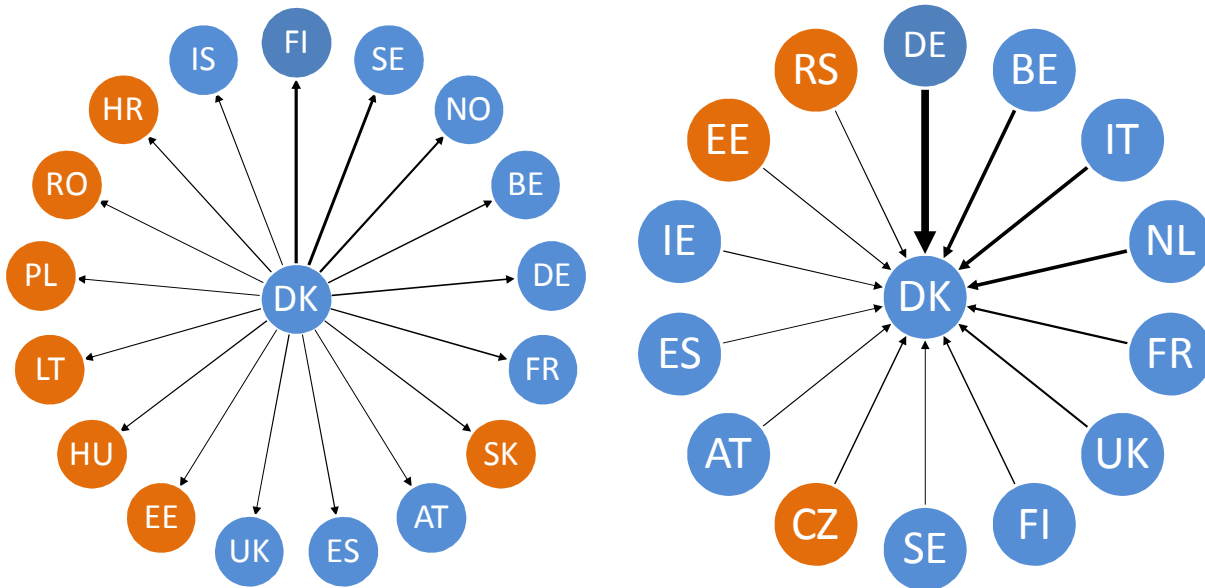 FI
SE
NO
BE
DE
FR
SK
AT
ES
UK
EE
HU
LT
PL
RO
HR
IS
DK
DE
BE
IT
NL
FR
UK
FI
SE
CZ
AT
ES
IE
EE
RS
DK